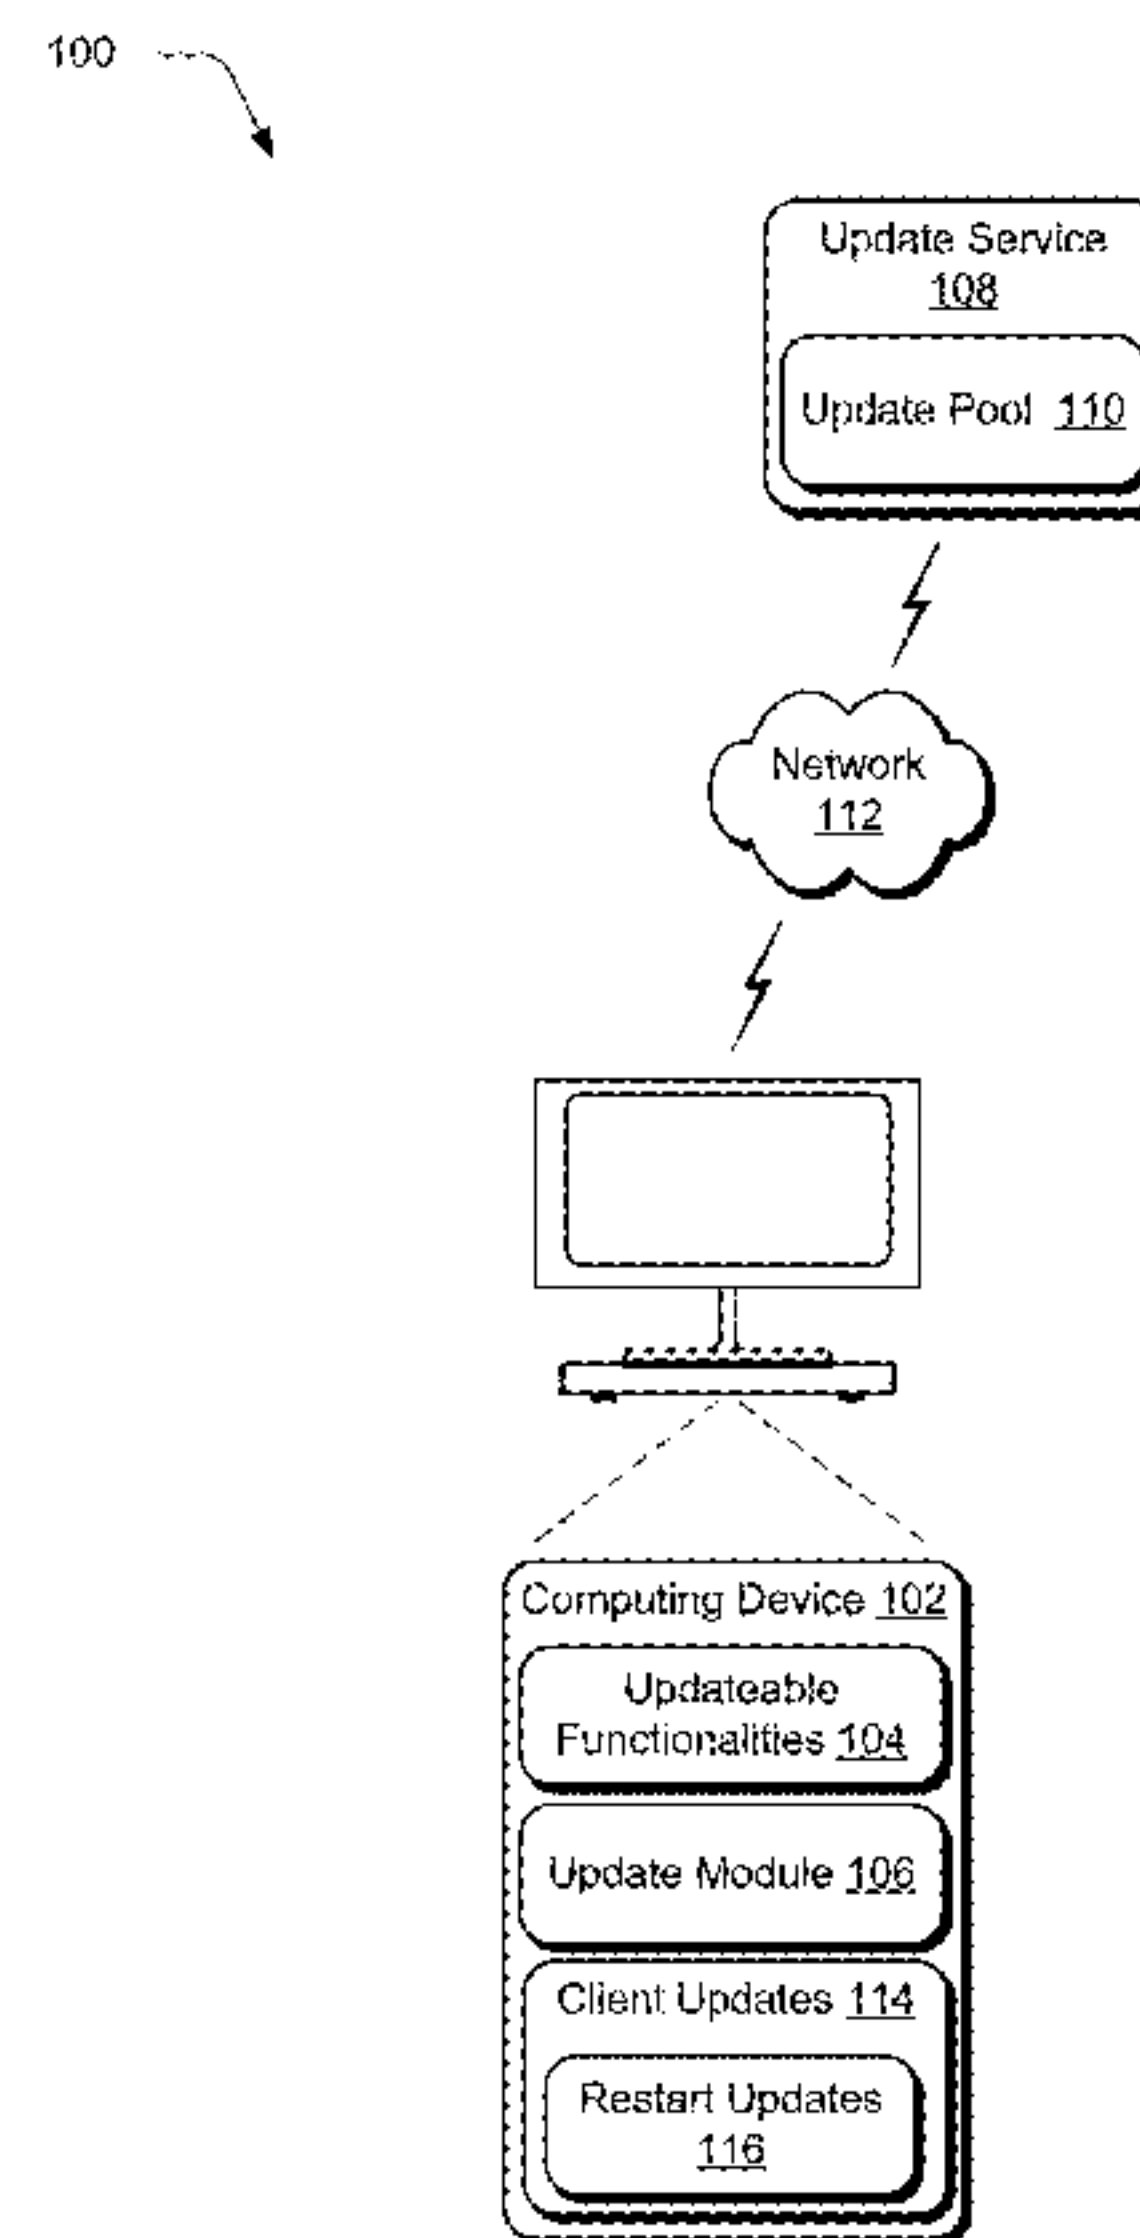 100
Update Service
108
Update Pool 110
Network
112
Computing Device 102
Updateable
Functionalities 104
Update Module 106
Client Updates 114
Restart Updates
116